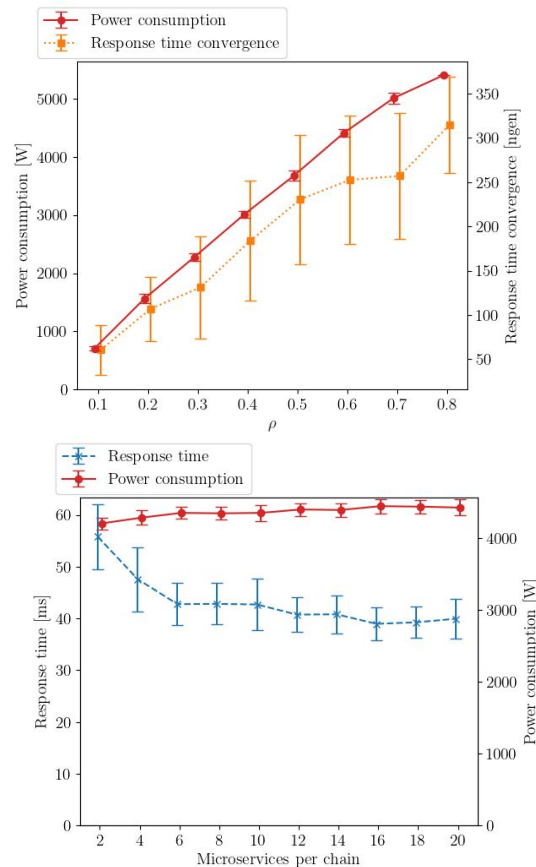 Power consumption
Response time convergence
Power consumption [W]
5000
4000
3000
2000
1000
0
Response time convergence [ngen]
350
300
250
200
150
100
50
0.1 0.2 0.3 0.4 0.5 0.6 0.7 0.8
ρ
Response time
Power consumption
Response time [ms]
60
50
40
30
20
10
0
Power consumption [W]
4000
3000
2000
1000
0
2 4 6 8 10 12 14 16 18 20
Microservices per chain